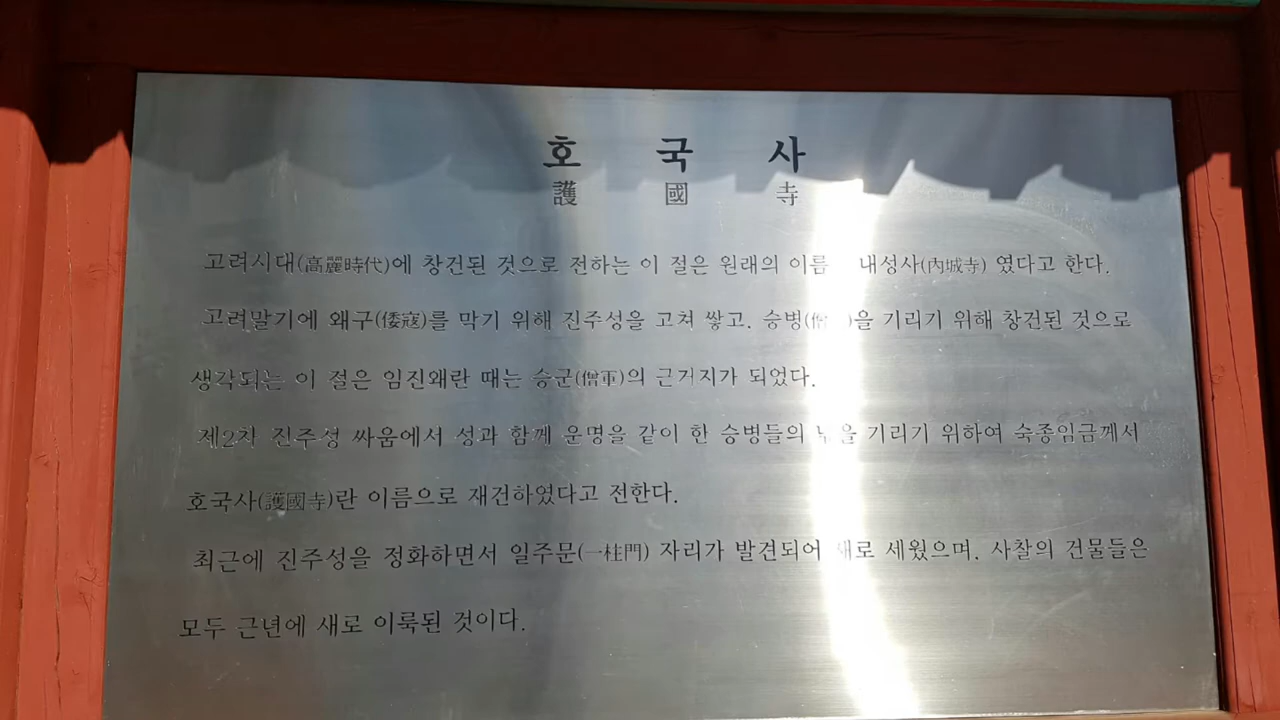 호 국 사
護 國 寺
고려시대(高麗時代)에 창건된 것으로 전하는 이 절은 원래의 이름 내성사(內城寺) 였다고 한다.
고려말기에 왜구(倭寇)를 막기 위해 진주성을 고쳐 쌓고. 승병(僧 )을 기리기 위해 창건된 것으로
생각되는 이 절은 임진왜란 때는 승군(僧軍)의 근거지가 되었다.
제2차 진주성 싸움에서 성과 함께 운명을 같이 한 승병들의 기리기 위하여 숙종임금께서
호국사(護國寺)란 이름으로 재건하였다고 전한다.
최근에 진주성을 정화하면서 일주문(一柱門) 자리가 발견되어 새로 세웠으며. 사찰의 건물들은
모두 근년에 새로 이룩된 것이다.